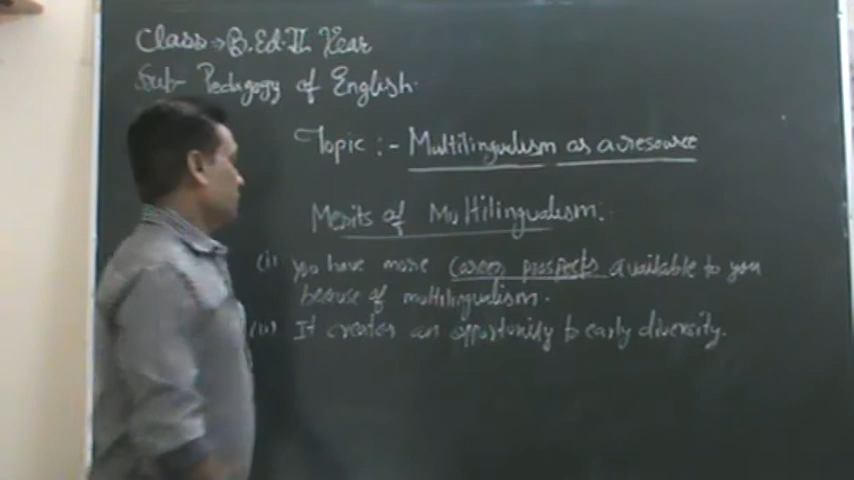 Class → B.Ed. II Year
Sub- Pedagogy of English.
Topic :- Multilingualism as a resource
Merits of Multilingualism.
(i) you have more career prospects available to you
because of multilingualism.
(ii) It creates an opportunity to early diversity.